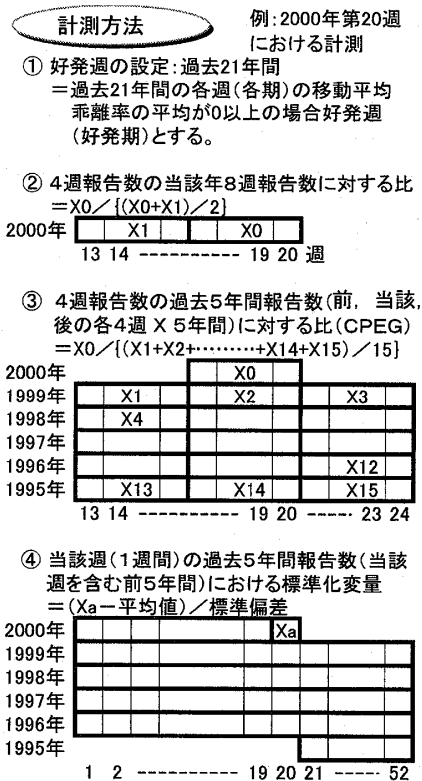 計測方法
例:2000年第20週
における計測
① 好発週の設定:過去21年間
=過去21年間の各週(各期)の移動平均
乖離率の平均が0以上の場合好発週
(好発期)とする。
② 4週報告数の当該年8週報告数に対する比
=X0/{(X0+X1)/2}
2000年 X1 X0
13 14 ---------- 19 20 週
③ 4週報告数の過去5年間報告数(前,当該,
後の各4週 X 5年間)に対する比(CPEG)
=X0/{(X1+X2+………+X14+X15)/15}
2000年 X0
1999年 X1 X2 X3
1998年 X4
1997年
1996年 X12
1995年 X13 X14 X15
13 14 ---------- 19 20 ----- 23 24
④ 当該週(1週間)の過去5年間報告数(当該
週を含む前5年間)における標準化変量
=(Xa-平均値)/標準偏差
2000年 Xa
1999年
1998年
1997年
1996年
1995年
1 2 ---------- 19 20 21 ----- 52